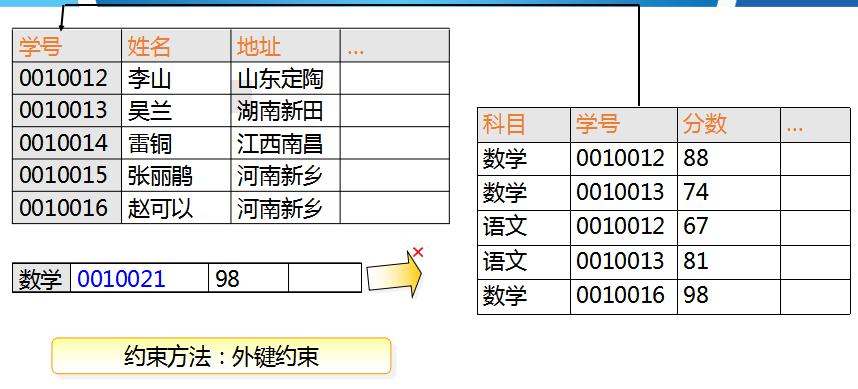 学号 姓名 地址 ...
0010012 李山 山东定陶
0010013 吴兰 湖南新田
0010014 雷铜 江西南昌
0010015 张丽鹃 河南新乡
0010016 赵可以 河南新乡
科目 学号 分数 ...
数学 0010012 88
数学 0010013 74
语文 0010012 67
语文 0010013 81
数学 0010016 98
数学 0010021 98
约束方法：外键约束